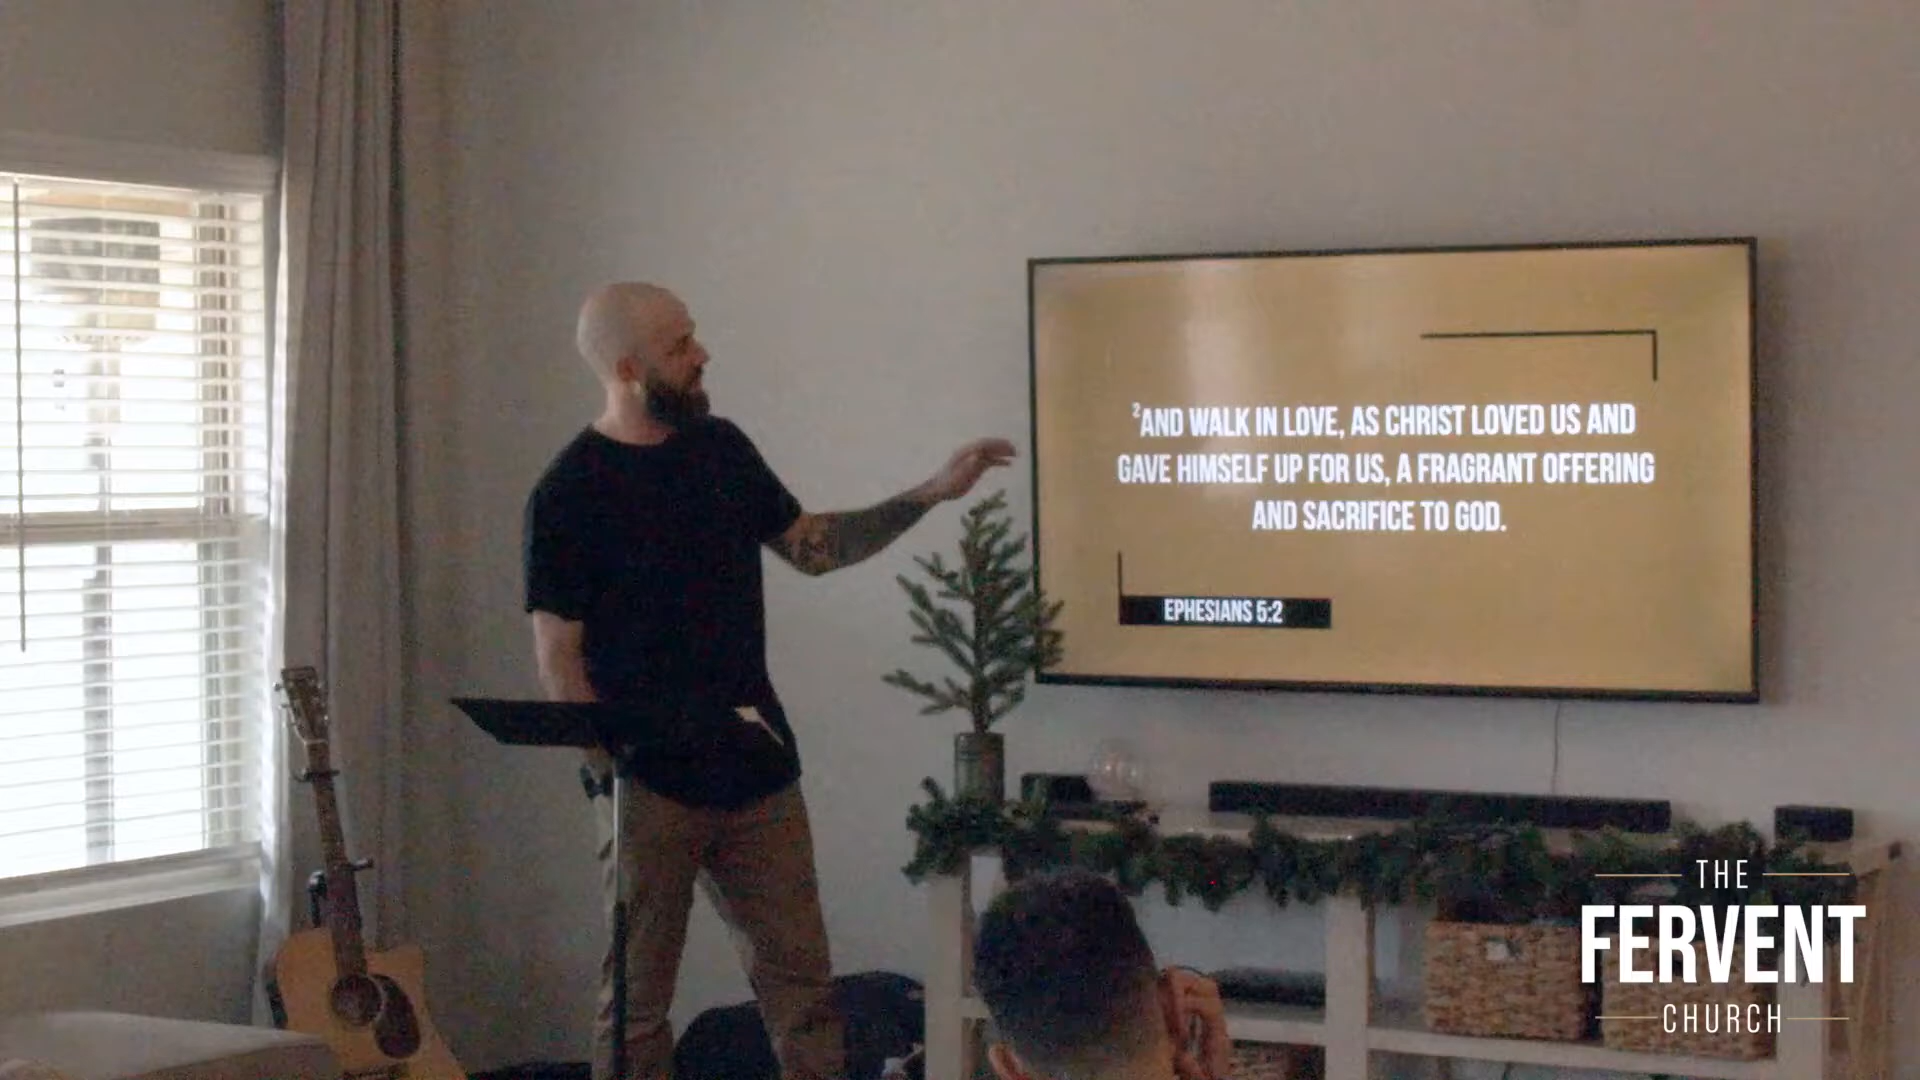 ²AND WALK IN LOVE, AS CHRIST LOVED US AND
GAVE HIMSELF UP FOR US, A FRAGRANT OFFERING
AND SACRIFICE TO GOD.
EPHESIANS 5:2
THE
FERVENT
CHURCH